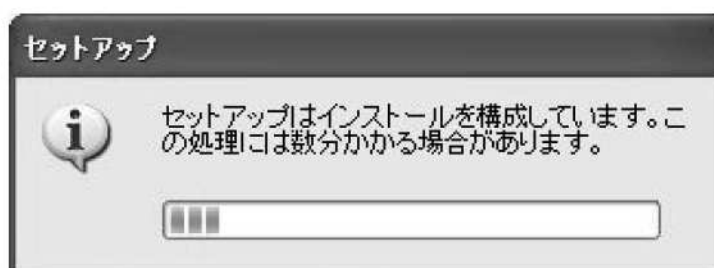 セットアップ
セットアップはインストールを構成しています。こ
の処理には数分かかる場合があります。